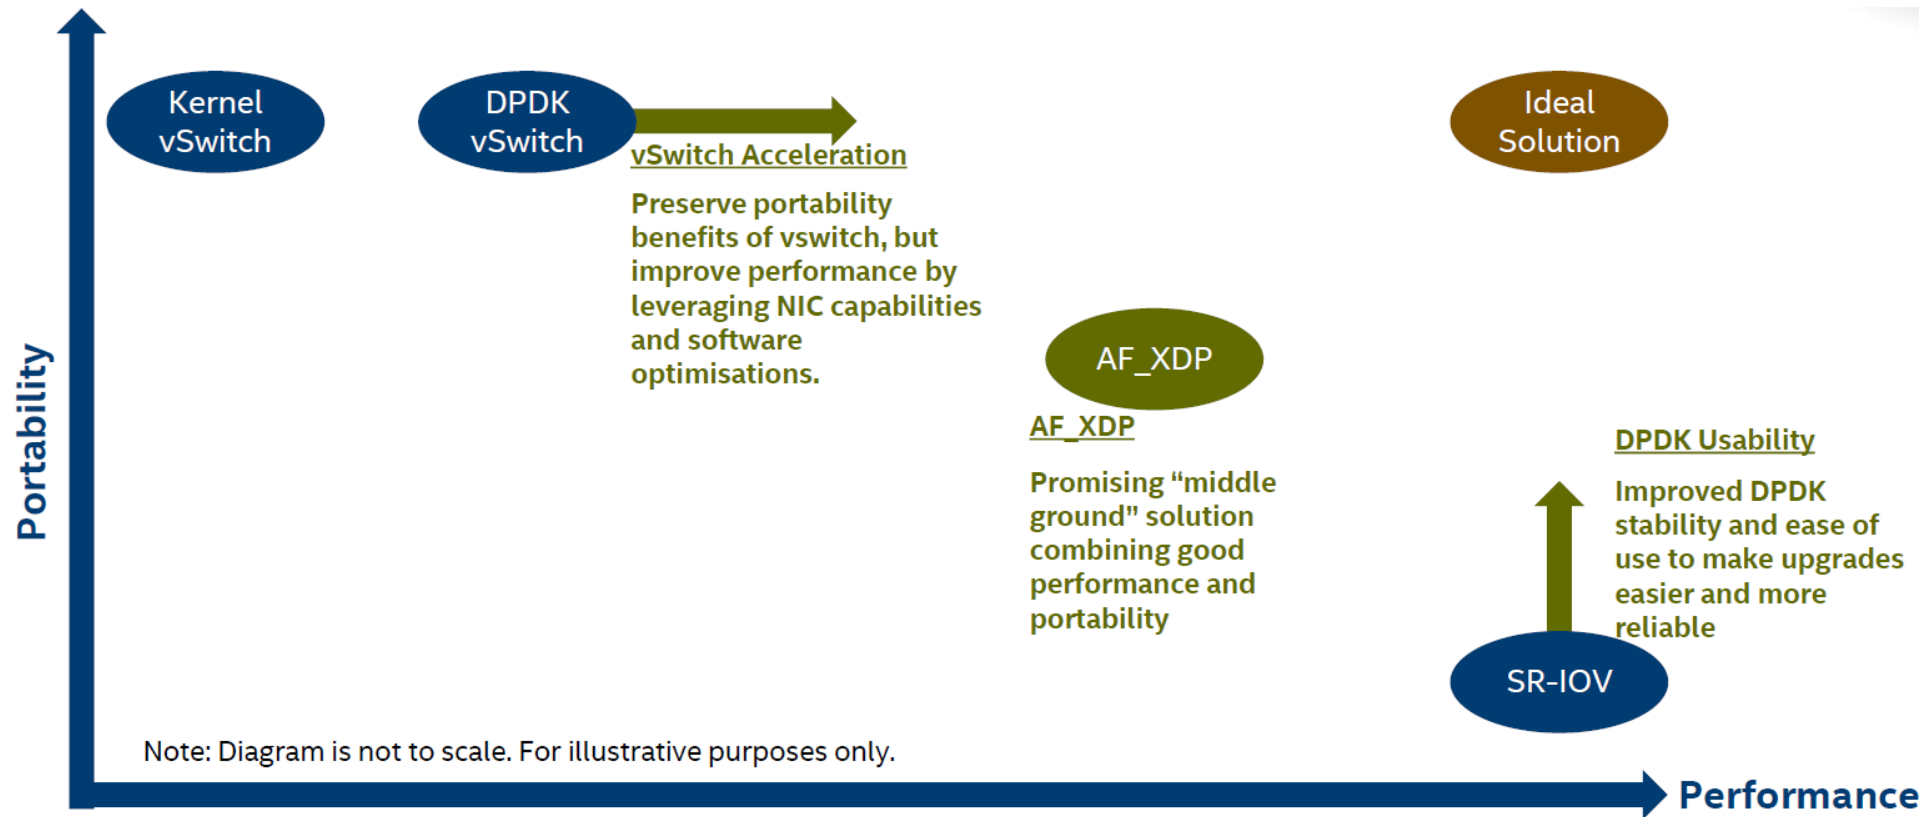 Kernel
vSwitch
DPDK
vSwitch
Ideal
Solution
vSwitch Acceleration
Preserve portability
benefits of vswitch, but
improve performance by
leveraging NIC capabilities
and software
optimisations.
AF_XDP
AF_XDP
Promising “middle
ground” solution
combining good
performance and
portability
DPDK Usability
Improved DPDK
stability and ease of
use to make upgrades
easier and more
reliable
SR-IOV
Portability
Note: Diagram is not to scale. For illustrative purposes only.
Performance